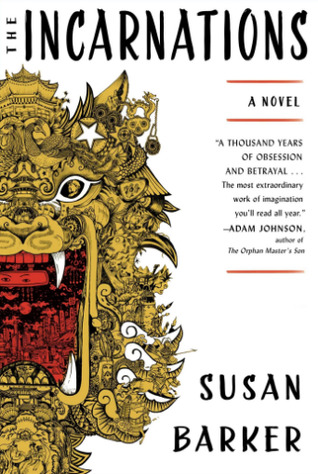 THE
INCARNATIONS
A NOVEL
"A THOUSAND YEARS
OF OBSESSION
AND BETRAYAL . . .
The most extraordinary
work of imagination
you'll read all year."
—ADAM JOHNSON,
author of
The Orphan Master's Son
SUSAN
BARKER